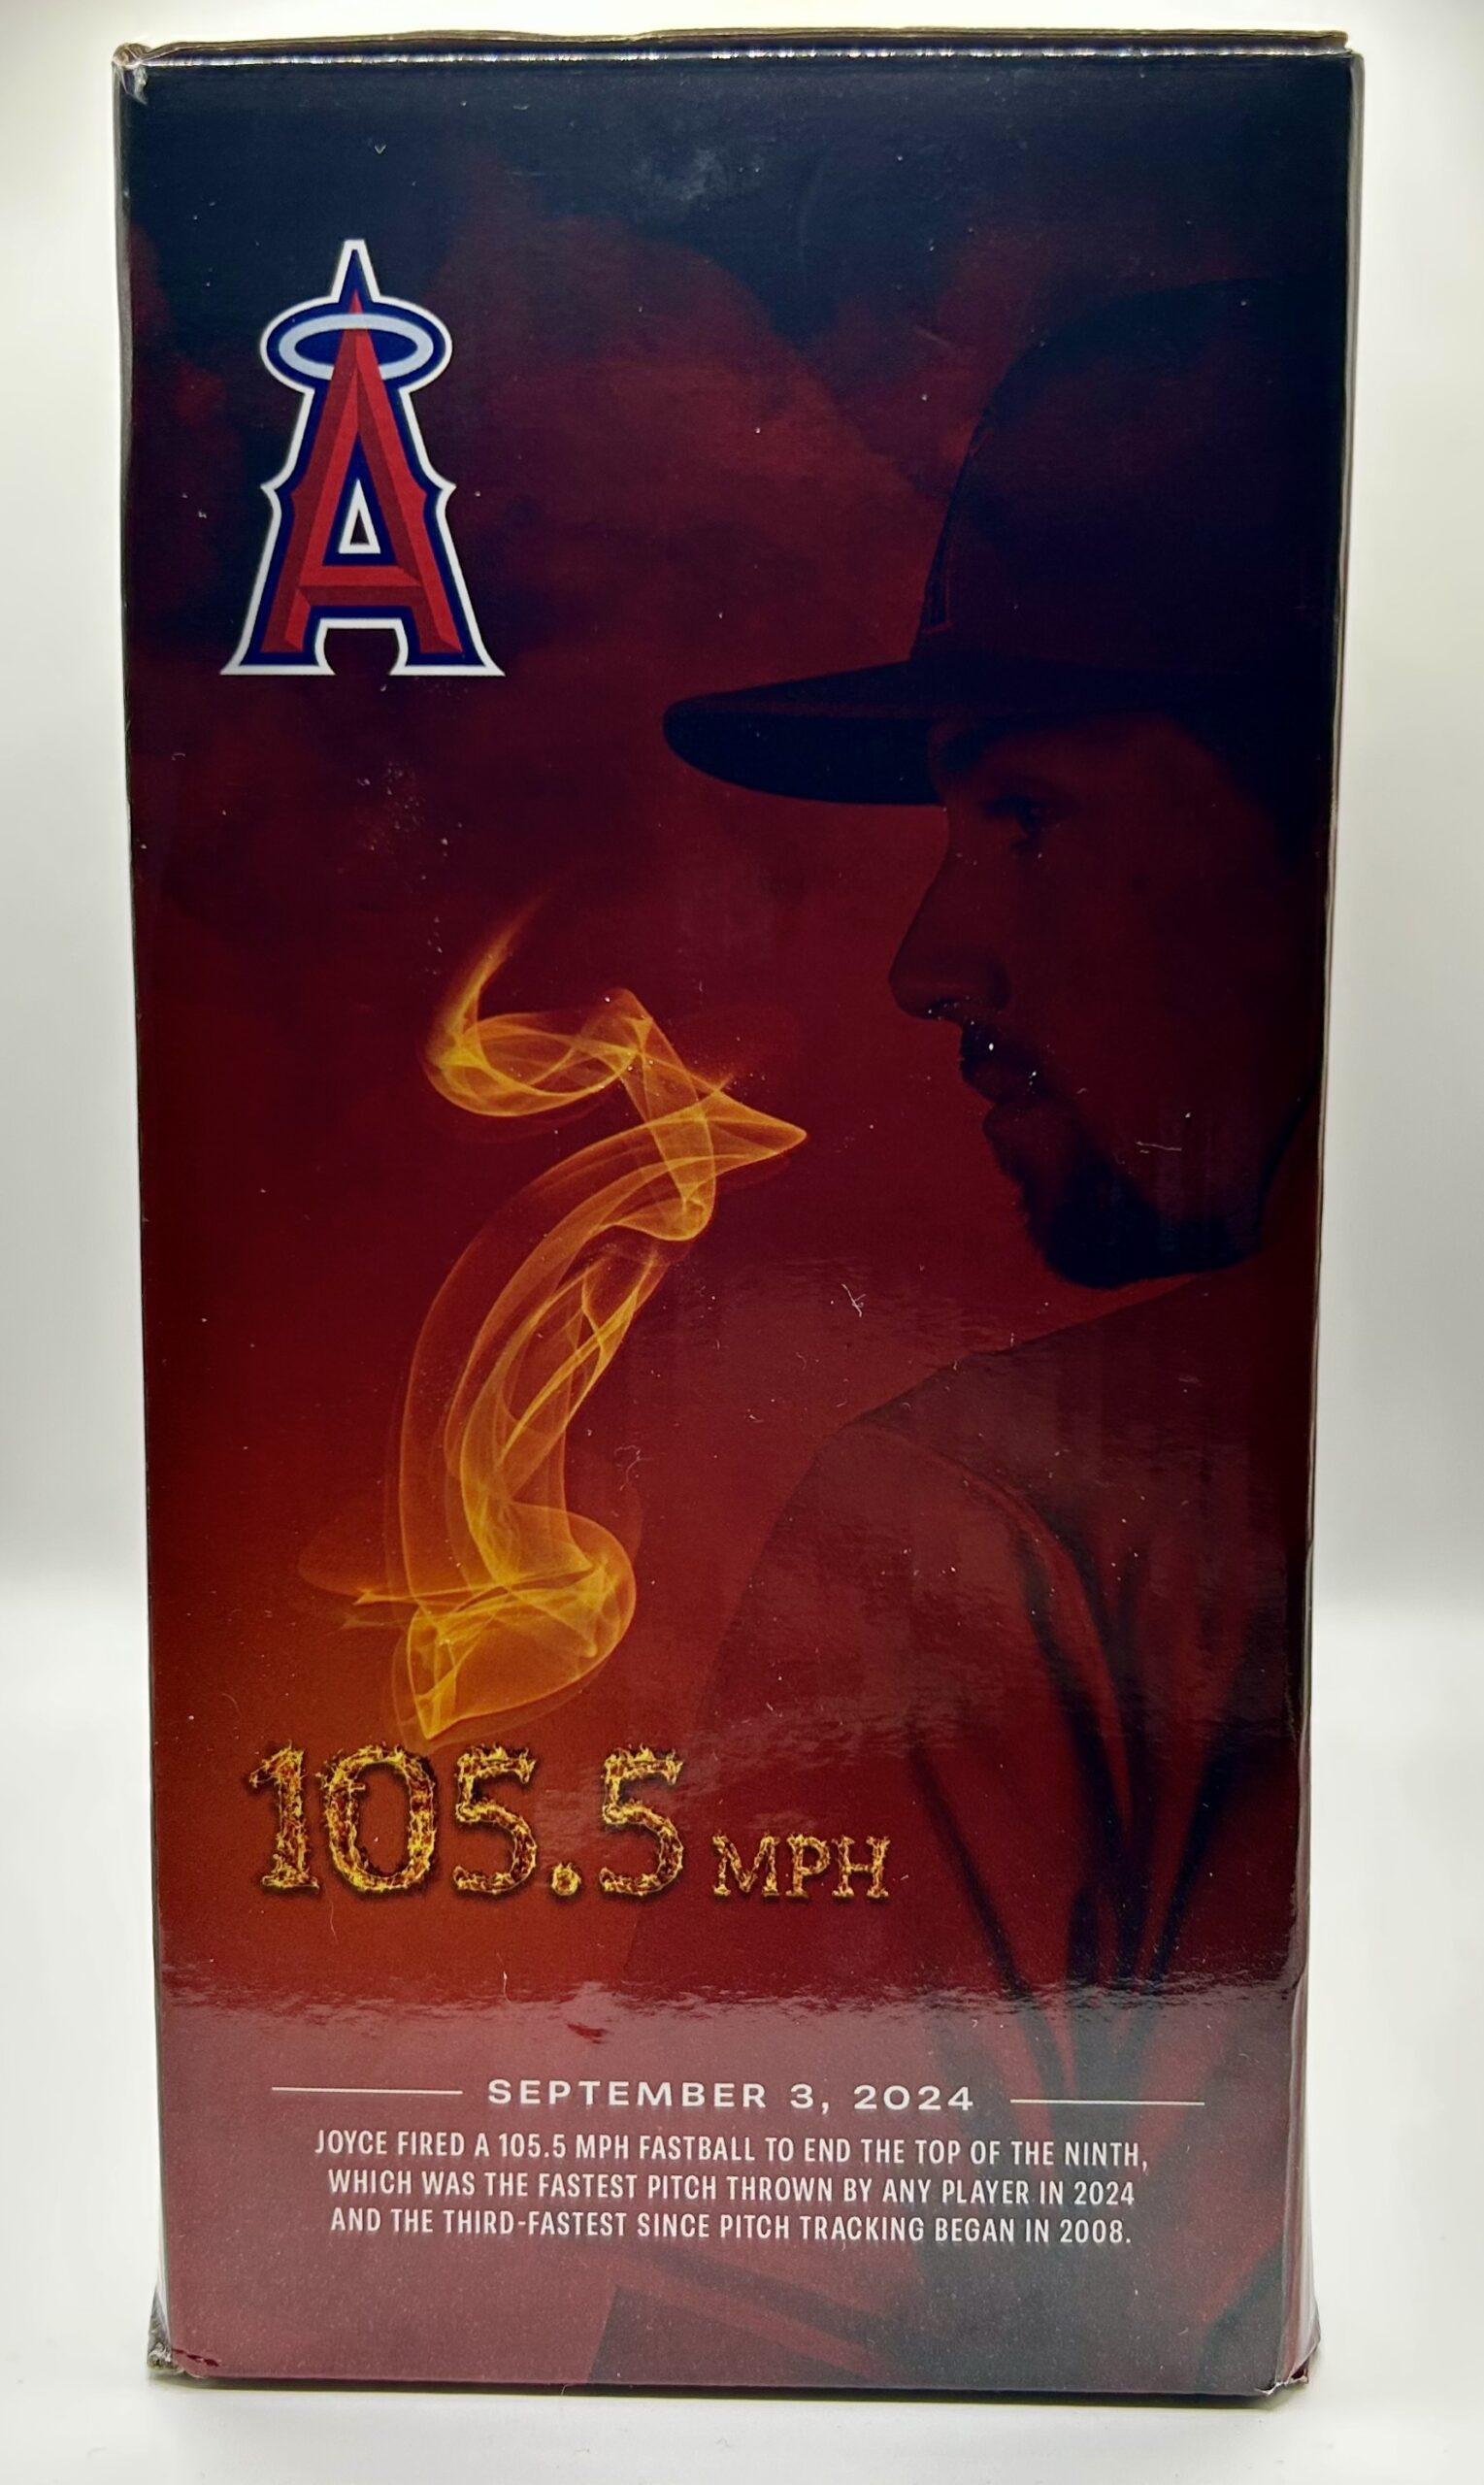 A
105.5 MPH
SEPTEMBER 3, 2024
JOYCE FIRED A 105.5 MPH FASTBALL TO END THE TOP OF THE NINTH,
WHICH WAS THE FASTEST PITCH THROWN BY ANY PLAYER IN 2024
AND THE THIRD-FASTEST SINCE PITCH TRACKING BEGAN IN 2008.